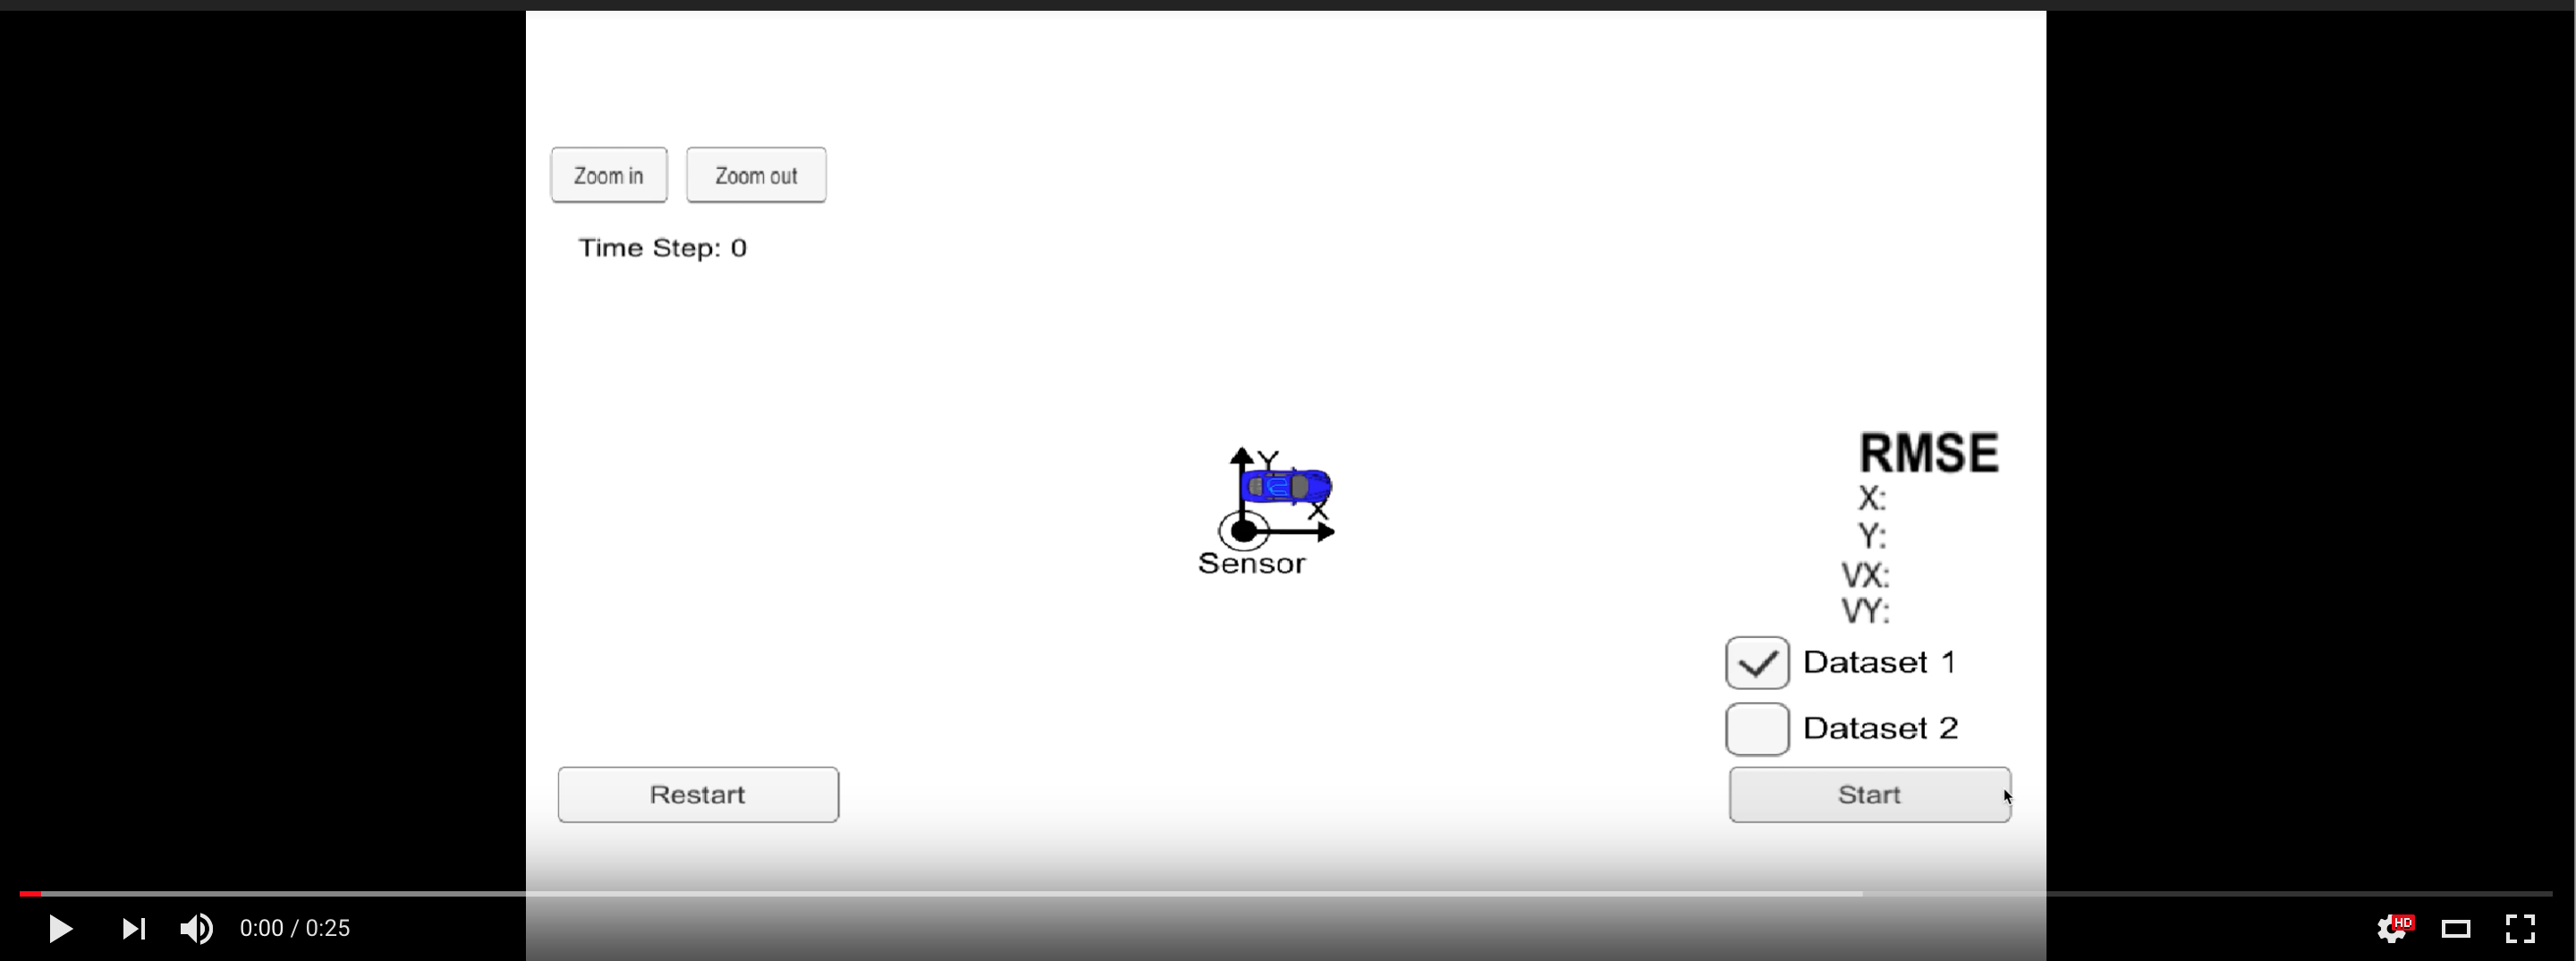 Zoom in
Zoom out
Time Step: 0
Y
X
Sensor
RMSE
X:
Y:
VX:
VY:
Dataset 1
Dataset 2
Restart
Start
0:00 / 0:25
HD